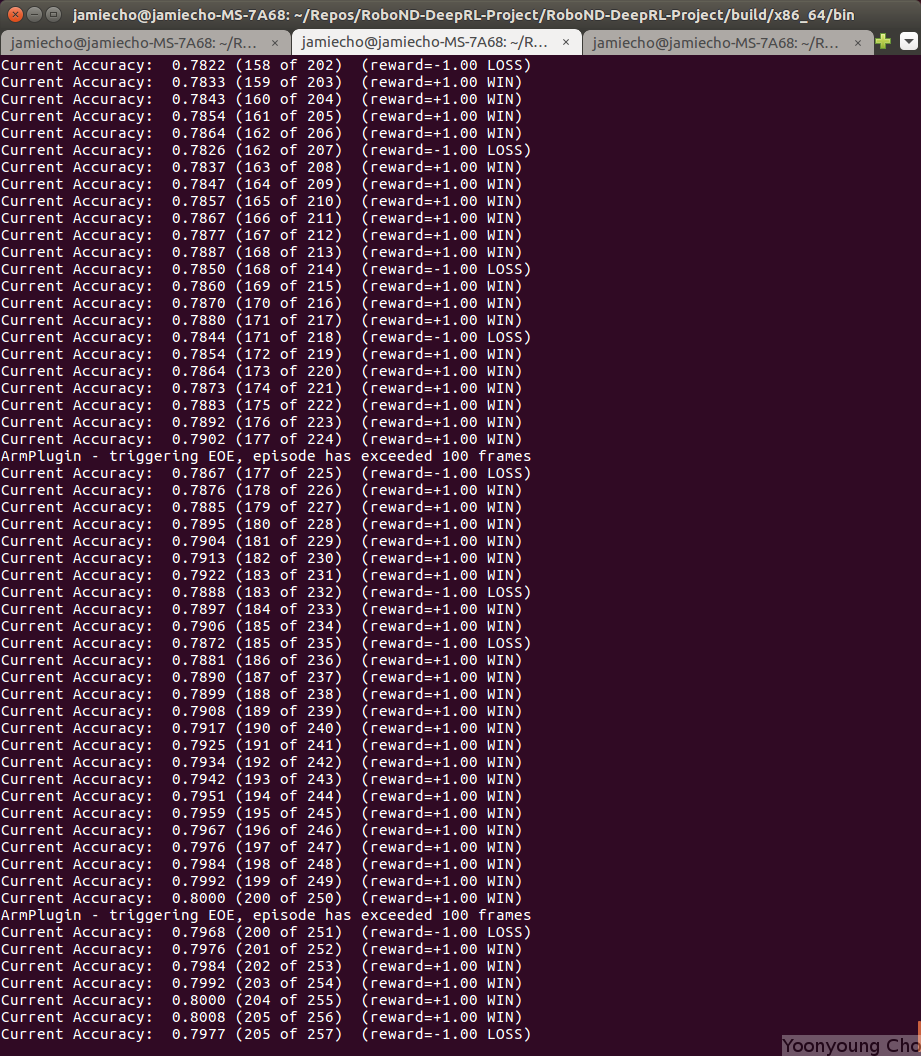 jamiecho@jamiecho-MS-7A68: ~/Repos/RoboND-DeepRL-Project/RoboND-DeepRL-Project/build/x86_64/bin
jamiecho@jamiecho-MS-7A68: ~/R... × jamiecho@jamiecho-MS-7A68: ~/R... × jamiecho@jamiecho-MS-7A68: ~/R... ×
Current Accuracy:  0.7822 (158 of 202)  (reward=-1.00 LOSS)
Current Accuracy:  0.7833 (159 of 203)  (reward=+1.00 WIN)
Current Accuracy:  0.7843 (160 of 204)  (reward=+1.00 WIN)
Current Accuracy:  0.7854 (161 of 205)  (reward=+1.00 WIN)
Current Accuracy:  0.7864 (162 of 206)  (reward=+1.00 WIN)
Current Accuracy:  0.7826 (162 of 207)  (reward=-1.00 LOSS)
Current Accuracy:  0.7837 (163 of 208)  (reward=+1.00 WIN)
Current Accuracy:  0.7847 (164 of 209)  (reward=+1.00 WIN)
Current Accuracy:  0.7857 (165 of 210)  (reward=+1.00 WIN)
Current Accuracy:  0.7867 (166 of 211)  (reward=+1.00 WIN)
Current Accuracy:  0.7877 (167 of 212)  (reward=+1.00 WIN)
Current Accuracy:  0.7887 (168 of 213)  (reward=+1.00 WIN)
Current Accuracy:  0.7850 (168 of 214)  (reward=-1.00 LOSS)
Current Accuracy:  0.7860 (169 of 215)  (reward=+1.00 WIN)
Current Accuracy:  0.7870 (170 of 216)  (reward=+1.00 WIN)
Current Accuracy:  0.7880 (171 of 217)  (reward=+1.00 WIN)
Current Accuracy:  0.7844 (171 of 218)  (reward=-1.00 LOSS)
Current Accuracy:  0.7854 (172 of 219)  (reward=+1.00 WIN)
Current Accuracy:  0.7864 (173 of 220)  (reward=+1.00 WIN)
Current Accuracy:  0.7873 (174 of 221)  (reward=+1.00 WIN)
Current Accuracy:  0.7883 (175 of 222)  (reward=+1.00 WIN)
Current Accuracy:  0.7892 (176 of 223)  (reward=+1.00 WIN)
Current Accuracy:  0.7902 (177 of 224)  (reward=+1.00 WIN)
ArmPlugin - triggering EOE, episode has exceeded 100 frames
Current Accuracy:  0.7867 (177 of 225)  (reward=-1.00 LOSS)
Current Accuracy:  0.7876 (178 of 226)  (reward=+1.00 WIN)
Current Accuracy:  0.7885 (179 of 227)  (reward=+1.00 WIN)
Current Accuracy:  0.7895 (180 of 228)  (reward=+1.00 WIN)
Current Accuracy:  0.7904 (181 of 229)  (reward=+1.00 WIN)
Current Accuracy:  0.7913 (182 of 230)  (reward=+1.00 WIN)
Current Accuracy:  0.7922 (183 of 231)  (reward=+1.00 WIN)
Current Accuracy:  0.7888 (183 of 232)  (reward=-1.00 LOSS)
Current Accuracy:  0.7897 (184 of 233)  (reward=+1.00 WIN)
Current Accuracy:  0.7906 (185 of 234)  (reward=+1.00 WIN)
Current Accuracy:  0.7872 (185 of 235)  (reward=-1.00 LOSS)
Current Accuracy:  0.7881 (186 of 236)  (reward=+1.00 WIN)
Current Accuracy:  0.7890 (187 of 237)  (reward=+1.00 WIN)
Current Accuracy:  0.7899 (188 of 238)  (reward=+1.00 WIN)
Current Accuracy:  0.7908 (189 of 239)  (reward=+1.00 WIN)
Current Accuracy:  0.7917 (190 of 240)  (reward=+1.00 WIN)
Current Accuracy:  0.7925 (191 of 241)  (reward=+1.00 WIN)
Current Accuracy:  0.7934 (192 of 242)  (reward=+1.00 WIN)
Current Accuracy:  0.7942 (193 of 243)  (reward=+1.00 WIN)
Current Accuracy:  0.7951 (194 of 244)  (reward=+1.00 WIN)
Current Accuracy:  0.7959 (195 of 245)  (reward=+1.00 WIN)
Current Accuracy:  0.7967 (196 of 246)  (reward=+1.00 WIN)
Current Accuracy:  0.7976 (197 of 247)  (reward=+1.00 WIN)
Current Accuracy:  0.7984 (198 of 248)  (reward=+1.00 WIN)
Current Accuracy:  0.7992 (199 of 249)  (reward=+1.00 WIN)
Current Accuracy:  0.8000 (200 of 250)  (reward=+1.00 WIN)
ArmPlugin - triggering EOE, episode has exceeded 100 frames
Current Accuracy:  0.7968 (200 of 251)  (reward=-1.00 LOSS)
Current Accuracy:  0.7976 (201 of 252)  (reward=+1.00 WIN)
Current Accuracy:  0.7984 (202 of 253)  (reward=+1.00 WIN)
Current Accuracy:  0.7992 (203 of 254)  (reward=+1.00 WIN)
Current Accuracy:  0.8000 (204 of 255)  (reward=+1.00 WIN)
Current Accuracy:  0.8008 (205 of 256)  (reward=+1.00 WIN)
Current Accuracy:  0.7977 (205 of 257)  (reward=-1.00 LOSS)
Yoonyoung Cho